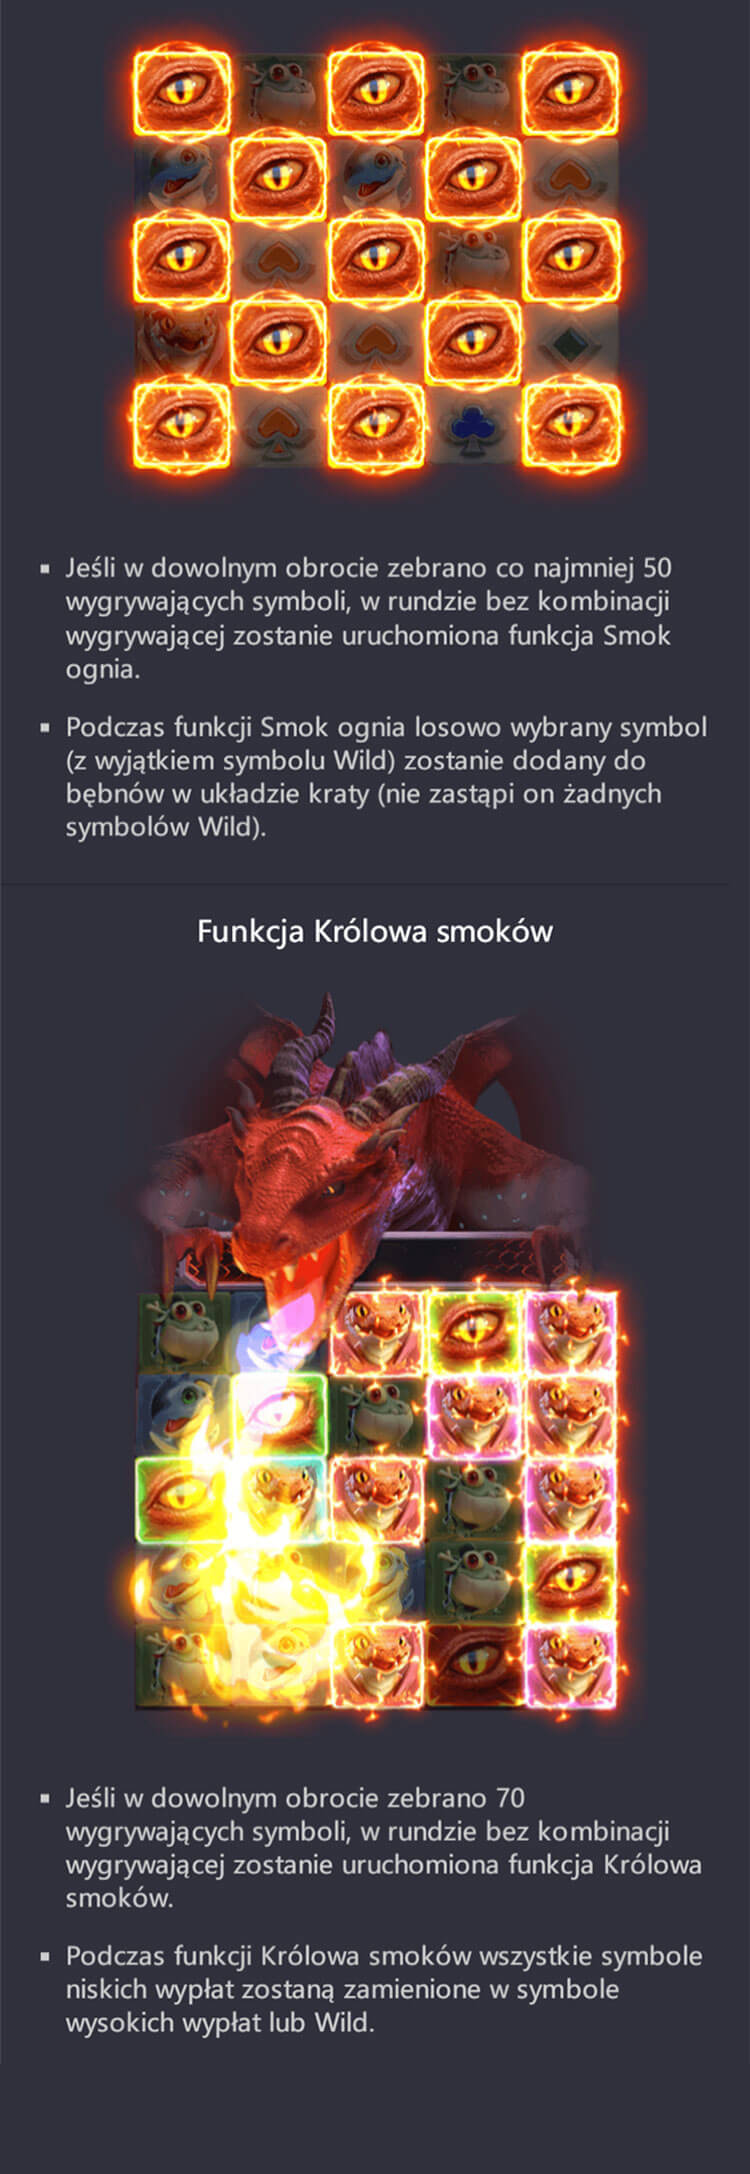 ▪ Jeśli w dowolnym obrocie zebrano co najmniej 50
wygrywających symboli, w rundzie bez kombinacji
wygrywającej zostanie uruchomiona funkcja Smok
ognia.
▪ Podczas funkcji Smok ognia losowo wybrany symbol
(z wyjątkiem symbolu Wild) zostanie dodany do
bębnów w układzie kraty (nie zastąpi on żadnych
symbolów Wild).
Funkcja Królowa smoków
▪ Jeśli w dowolnym obrocie zebrano 70
wygrywających symboli, w rundzie bez kombinacji
wygrywającej zostanie uruchomiona funkcja Królowa
smoków.
▪ Podczas funkcji Królowa smoków wszystkie symbole
niskich wypłat zostaną zamienione w symbole
wysokich wypłat lub Wild.